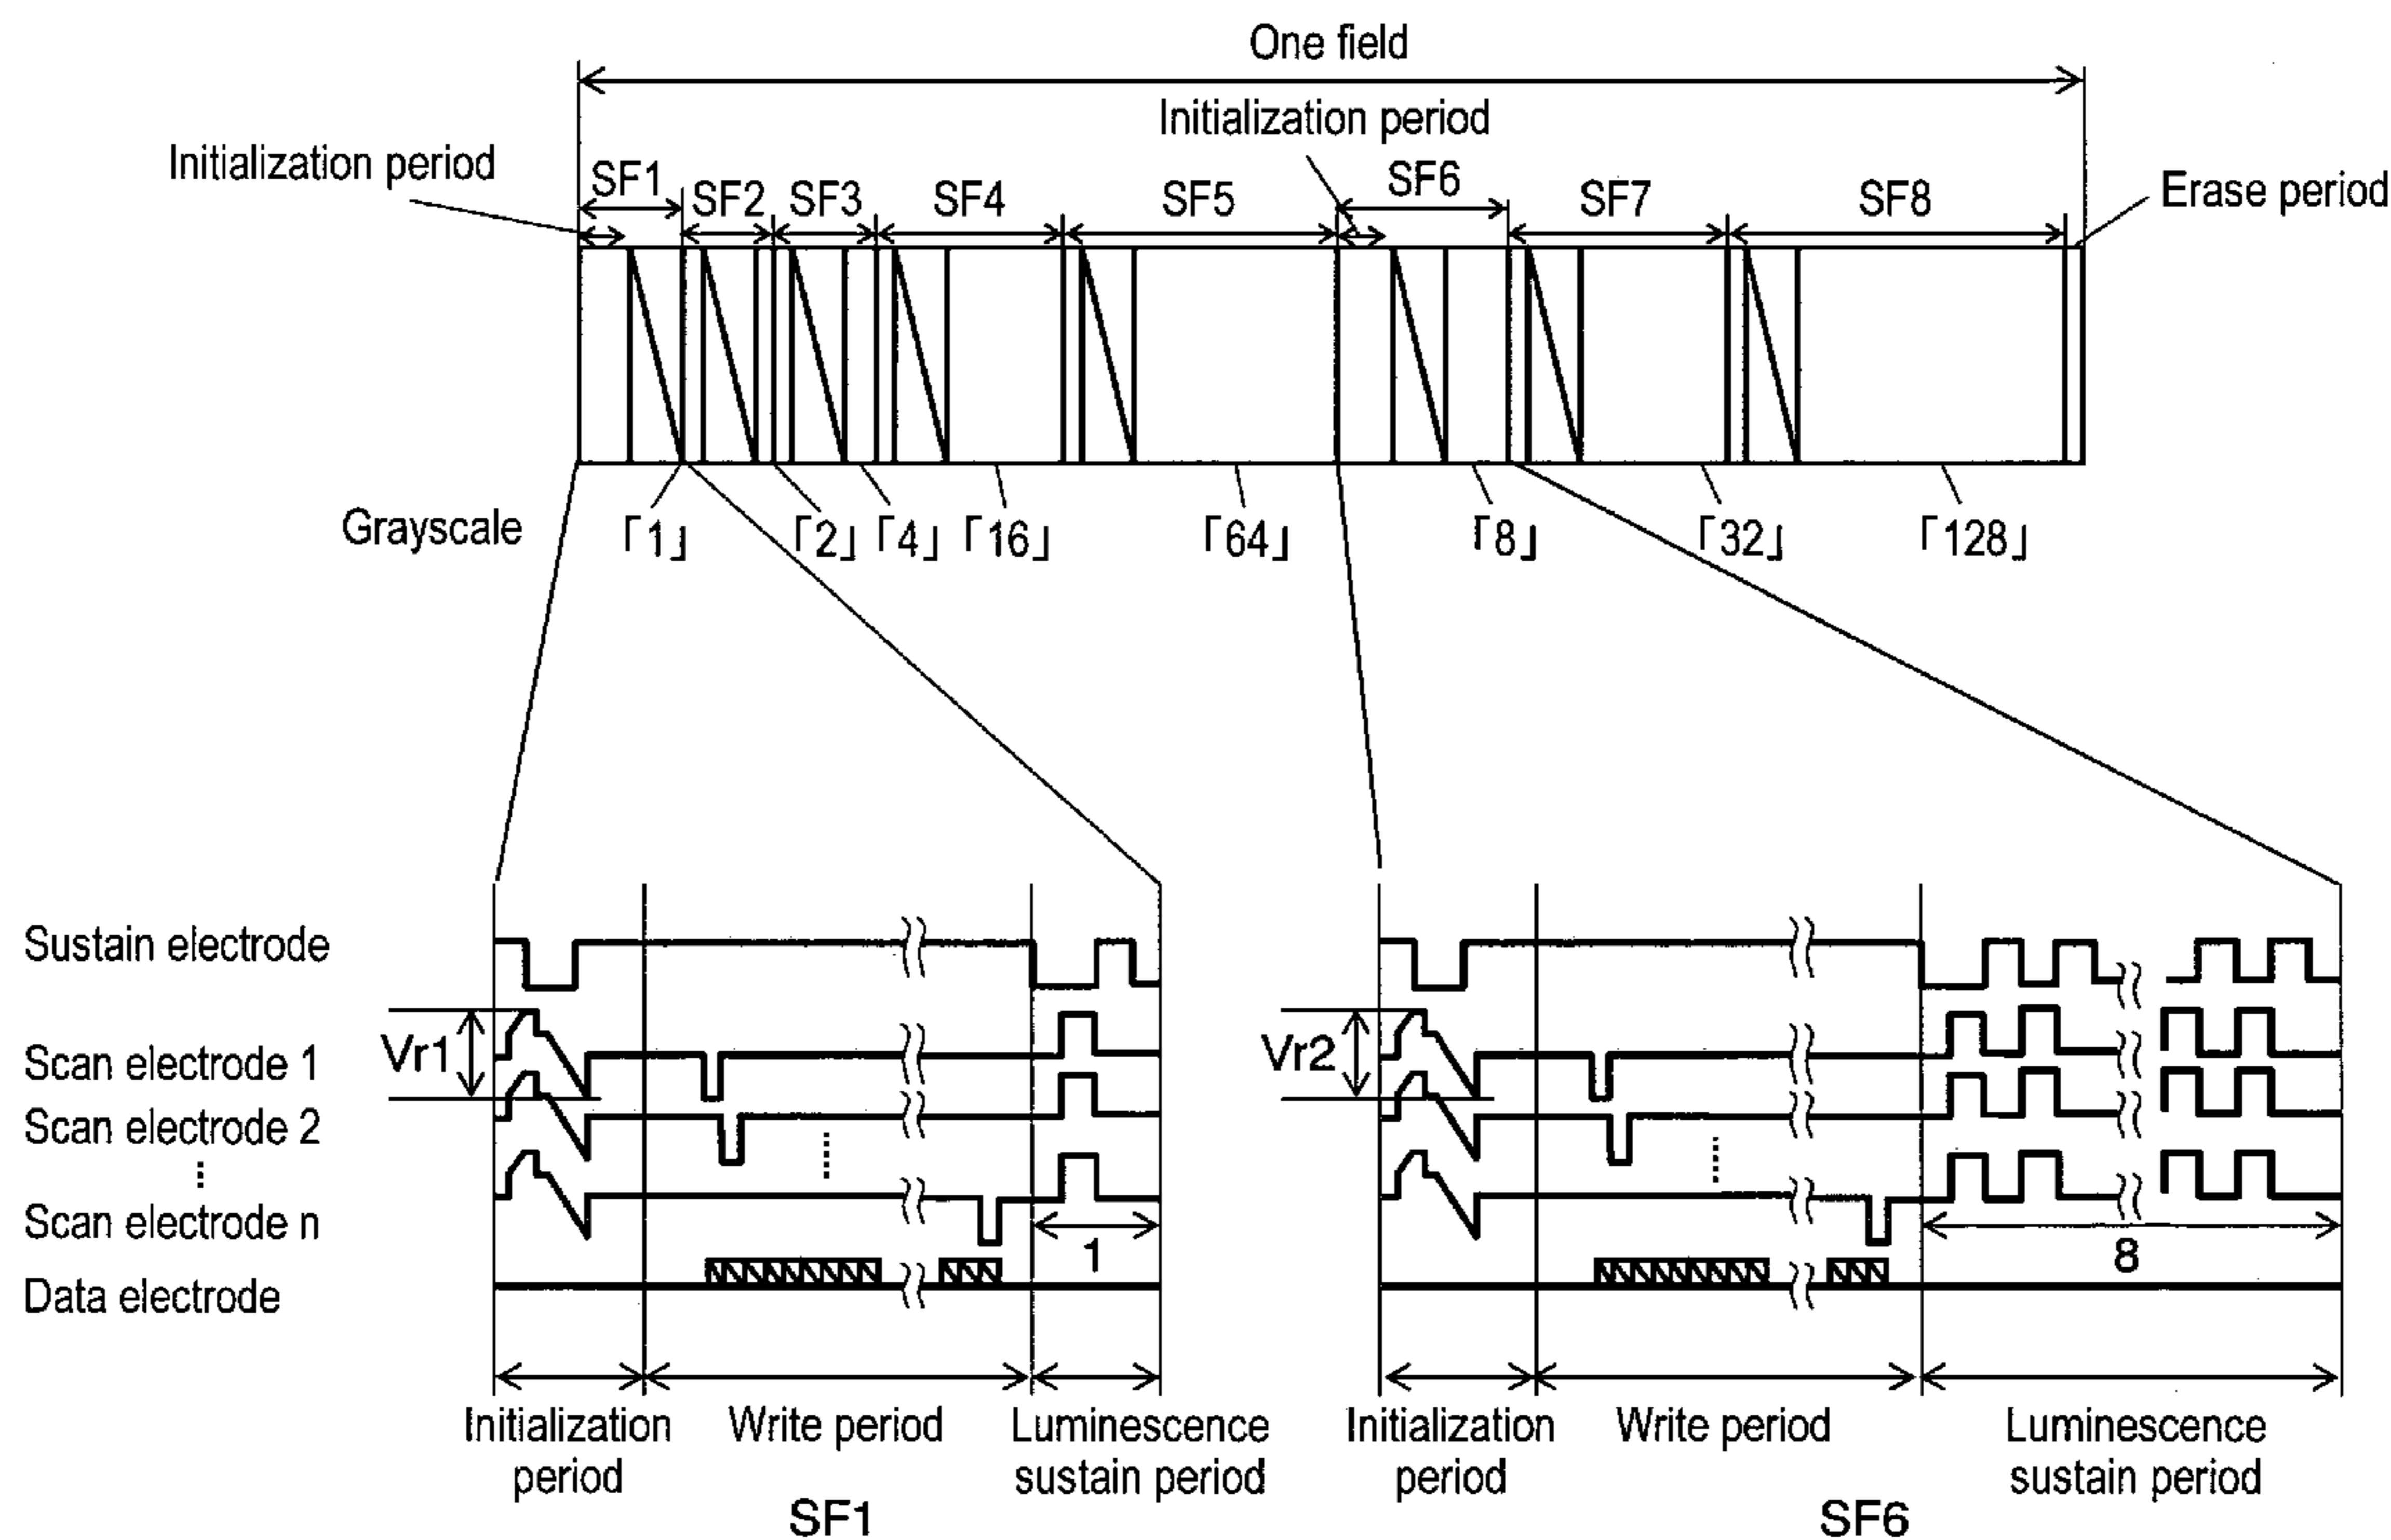 One field
Initialization period
Initialization period
SF1 SF2 SF3 SF4 SF5 SF6 SF7 SF8
Erase period
Grayscale 「1」 「2」 「4」 「16」 「64」 「8」 「32」 「128」
Sustain electrode
Vr1
Vr2
Scan electrode 1
Scan electrode 2
Scan electrode n
1
8
Data electrode
Initialization period
Write period
Luminescence sustain period
Initialization period
Write period
Luminescence sustain period
SF1
SF6